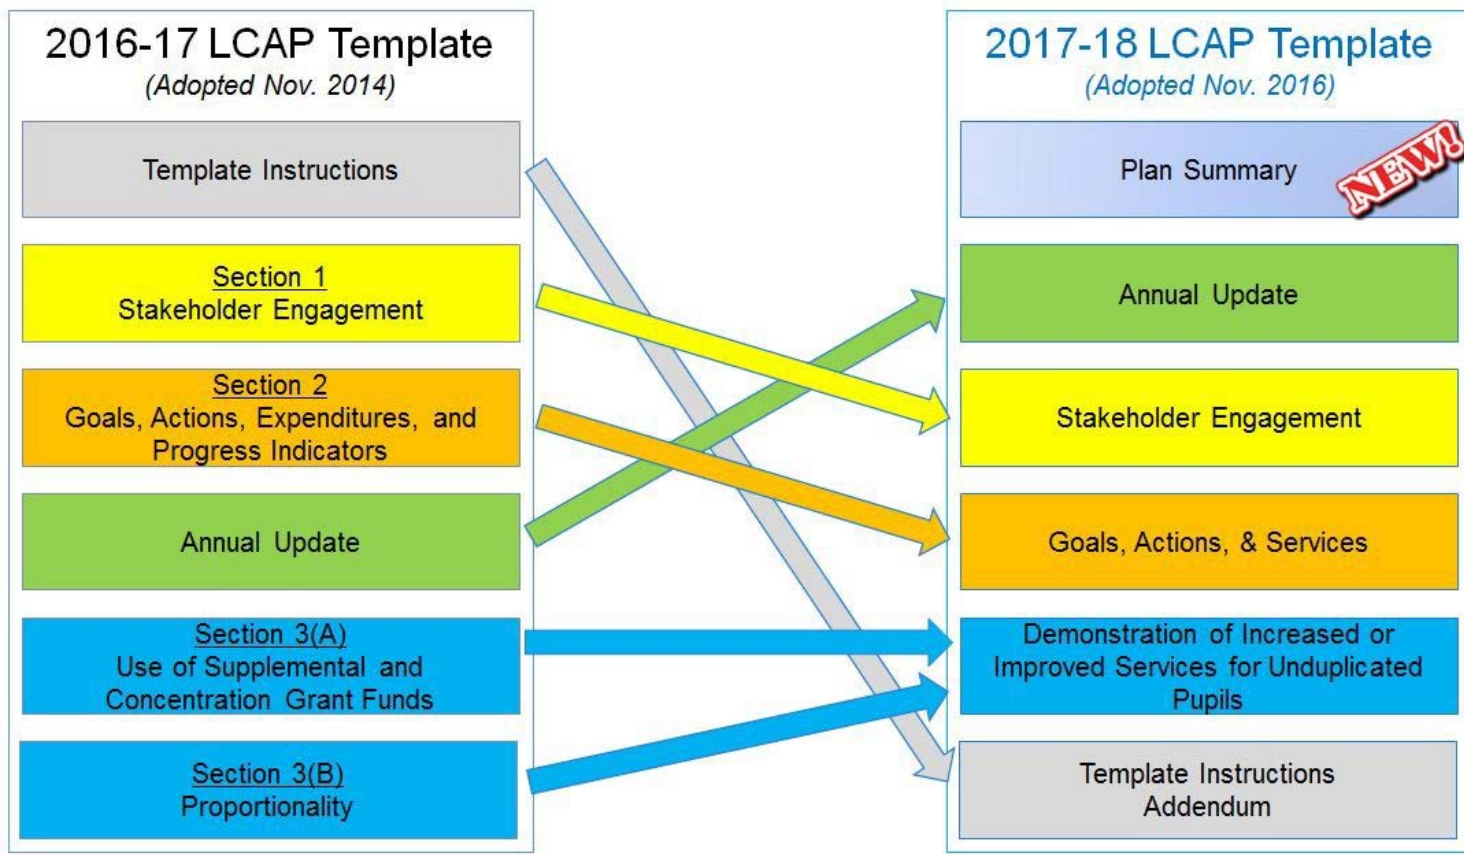 2016-17 LCAP Template
(Adopted Nov. 2014)
Template Instructions
Section 1
Stakeholder Engagement
Section 2
Goals, Actions, Expenditures, and
Progress Indicators
Annual Update
Section 3(A)
Use of Supplemental and
Concentration Grant Funds
Section 3(B)
Proportionality
2017-18 LCAP Template
(Adopted Nov. 2016)
Plan Summary
NEW!
Annual Update
Stakeholder Engagement
Goals, Actions, & Services
Demonstration of Increased or
Improved Services for Unduplicated
Pupils
Template Instructions
Addendum